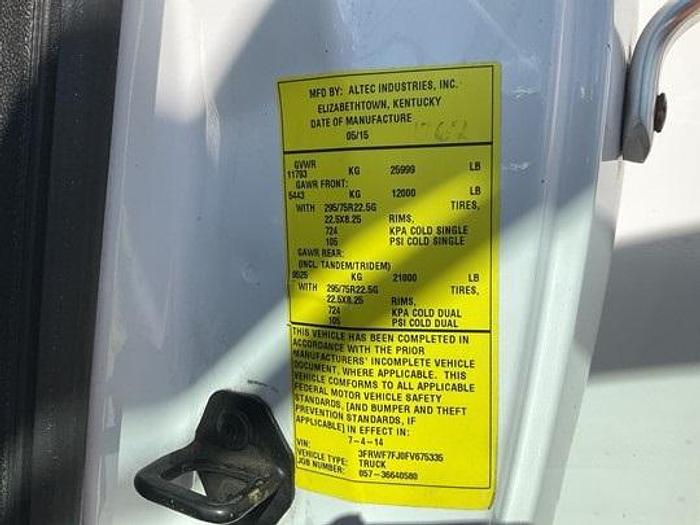 MFD BY: ALTEC INDUSTRIES, INC.
ELIZABETHTOWN, KENTUCKY
DATE OF MANUFACTURE
05/15
GVWR
11793 KG 25999 LB
GAWR FRONT:
5443 KG 12000 LB
WITH 295/75R22.5G TIRES,
22.5X8.25 RIMS,
724 KPA COLD SINGLE
105 PSI COLD SINGLE
GAWR REAR:
(INCL. TANDEM/TRIDEM)
9525 KG 21000 LB
WITH 295/75R22.5G TIRES,
22.5X8.25 RIMS,
724 KPA COLD DUAL
105 PSI COLD DUAL
THIS VEHICLE HAS BEEN COMPLETED IN
ACCORDANCE WITH THE PRIOR
MANUFACTURERS' INCOMPLETE VEHICLE
DOCUMENT, WHERE APPLICABLE. THIS
VEHICLE CONFORMS TO ALL APPLICABLE
FEDERAL MOTOR VEHICLE SAFETY
STANDARDS, [AND BUMPER AND THEFT
PREVENTION STANDARDS, IF
APPLICABLE] IN EFFECT IN:
7-4-14
VIN: 3FRWF7FJ0FV675335
VEHICLE TYPE: TRUCK
JOB NUMBER: 057-36640580